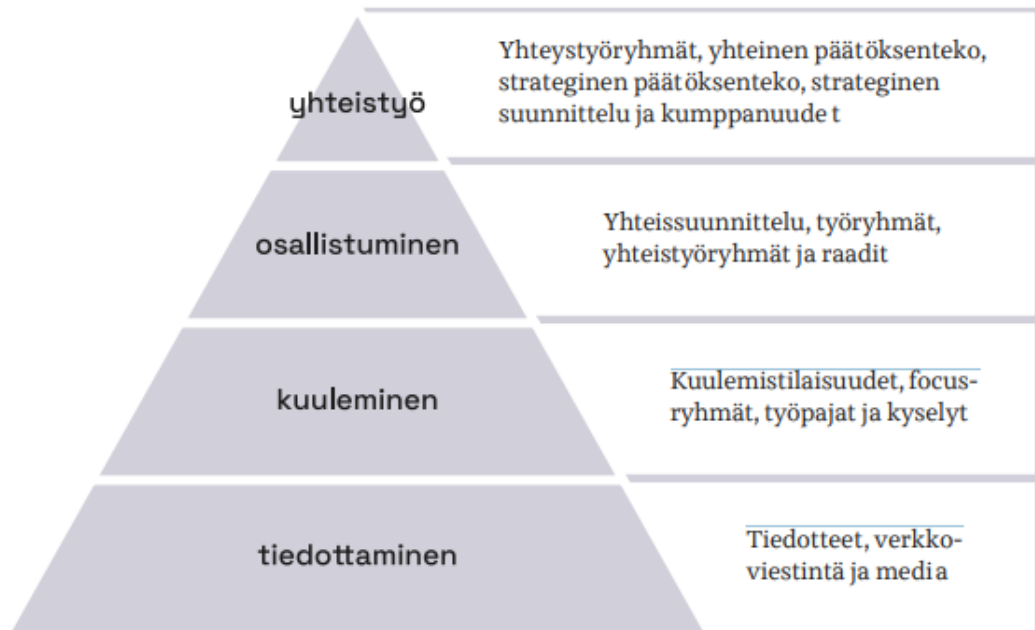 yhteistyö
Yhteystyöryhmät, yhteinen päätöksenteko,
strateginen päätöksenteko, strateginen
suunnittelu ja kumppanuudet
osallistuminen
Yhteissuunnittelu, työryhmät,
yhteistyöryhmät ja raadit
kuuleminen
Kuulemistilaisuudet, focus-
ryhmät, työpajat ja kyselyt
tiedottaminen
Tiedotteet, verkko-
viestintä ja media